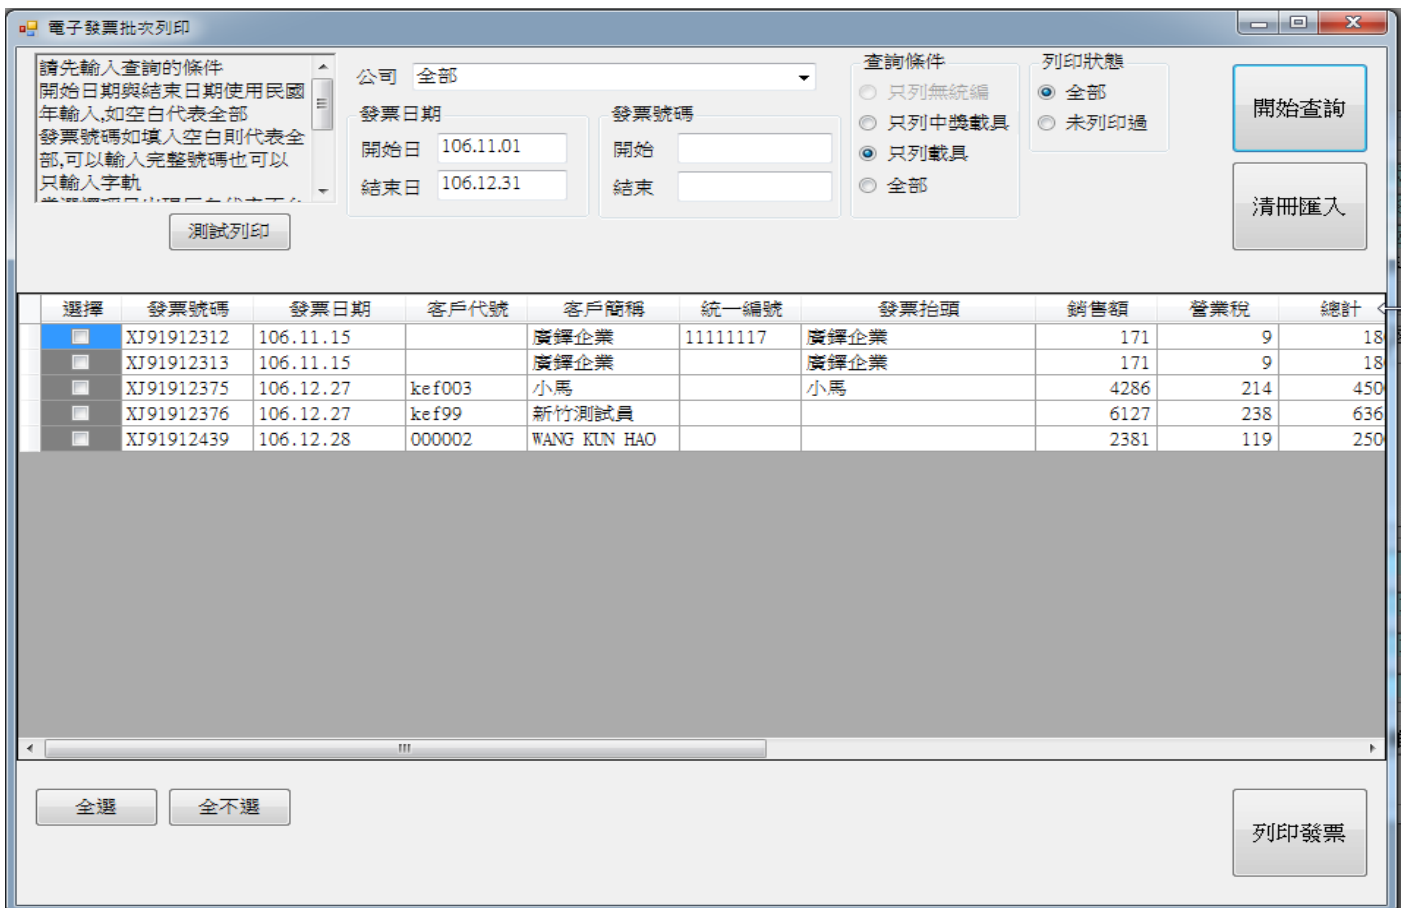 電子發票批次列印
請先輸入查詢的條件
開始日期與結束日期使用民國
年輸入,如空白代表全部
發票號碼如填入空白則代表全
部,可以輸入完整號碼也可以
只輸入字軌
測試列印
公司 全部
發票日期
開始日 106.11.01
結束日 106.12.31
發票號碼
開始
結束
查詢條件
只列無統編
只列中獎載具
只列載具
全部
列印狀態
全部
未列印過
開始查詢
清冊匯入
選擇 發票號碼 發票日期 客戶代號 客戶簡稱 統一編號 發票抬頭 銷售額 營業稅 總計
XJ91912312 106.11.15 廣鐸企業 11111117 廣鐸企業 171 9 18
XJ91912313 106.11.15 廣鐸企業 廣鐸企業 171 9 18
XJ91912375 106.12.27 kef003 小馬 小馬 4286 214 450
XJ91912376 106.12.27 kef99 新竹測試員 6127 238 636
XJ91912439 106.12.28 000002 WANG KUN HAO 2381 119 250
全選 全不選
列印發票